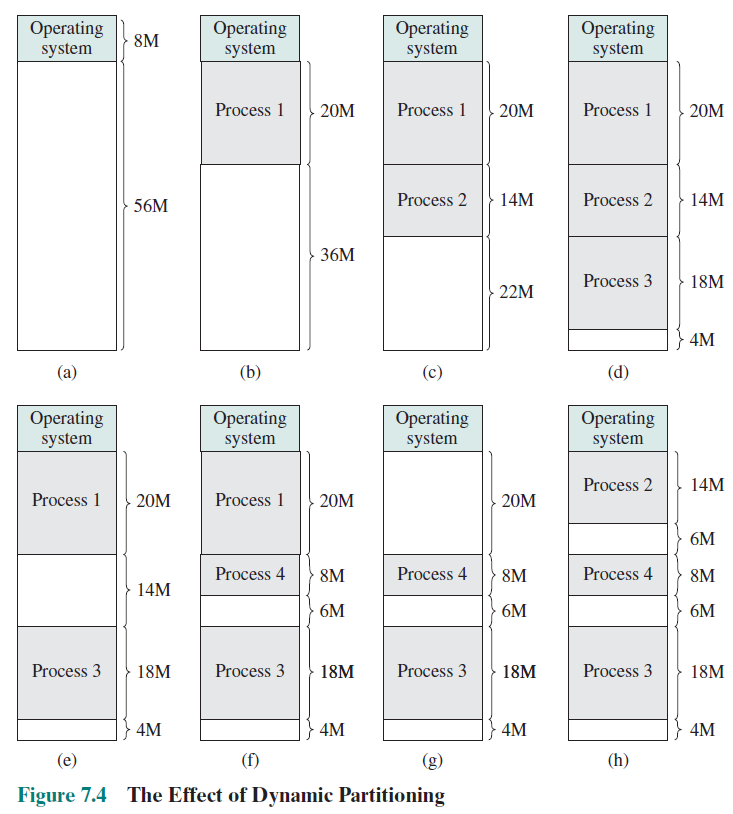 Operating
system
8M
56M
(a)
Operating
system
Process 1
20M
36M
(b)
Operating
system
Process 1
20M
Process 2
14M
22M
(c)
Operating
system
Process 1
20M
Process 2
14M
Process 3
18M
4M
(d)
Operating
system
Process 1
20M
14M
Process 3
18M
4M
(e)
Operating
system
Process 1
20M
Process 4
8M
6M
Process 3
18M
4M
(f)
Operating
system
20M
Process 4
8M
6M
Process 3
18M
4M
(g)
Operating
system
Process 2
14M
6M
Process 4
8M
6M
Process 3
18M
4M
(h)
Figure 7.4 The Effect of Dynamic Partitioning